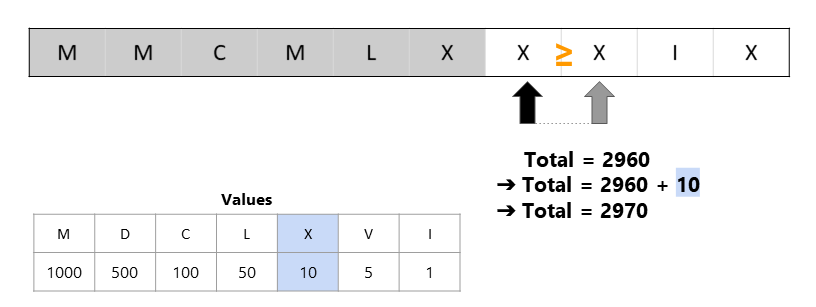 M M C M L X X ≥ X I X
Total = 2960
➔ Total = 2960 + 10
➔ Total = 2970
Values
M D C L X V I
1000 500 100 50 10 5 1